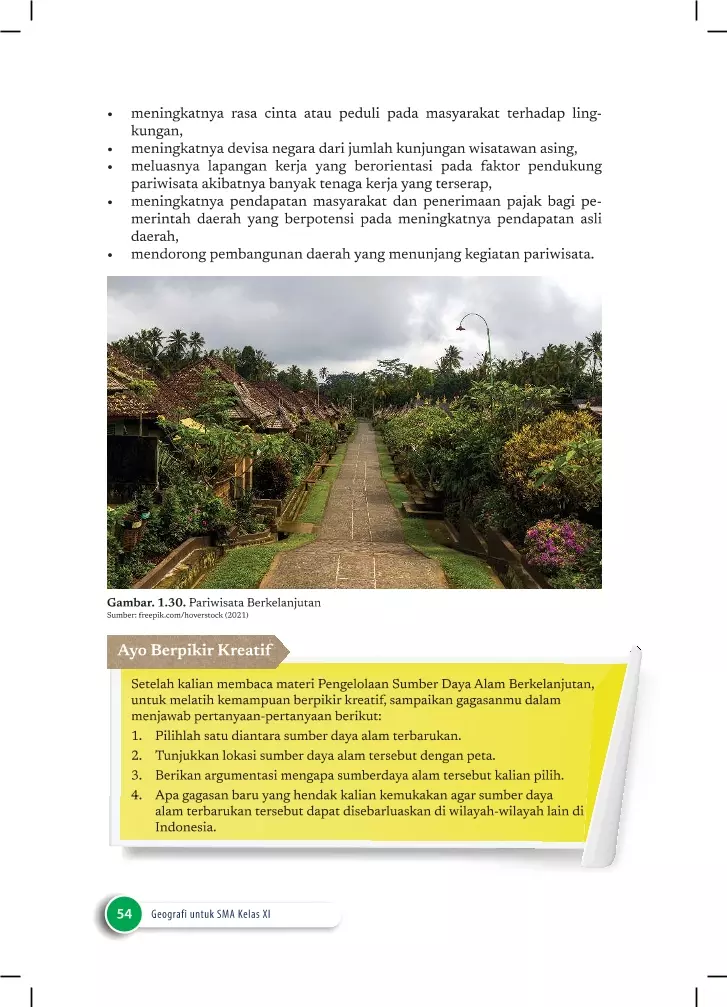 • meningkatnya rasa cinta atau peduli pada masyarakat terhadap ling-
kungan,
• meningkatnya devisa negara dari jumlah kunjungan wisatawan asing,
• meluasnya lapangan kerja yang berorientasi pada faktor pendukung
pariwisata akibatnya banyak tenaga kerja yang terserap,
• meningkatnya pendapatan masyarakat dan penerimaan pajak bagi pe-
merintah daerah yang berpotensi pada meningkatnya pendapatan asli
daerah,
• mendorong pembangunan daerah yang menunjang kegiatan pariwisata.
Gambar. 1.30. Pariwisata Berkelanjutan
Sumber: freepik.com/hoverstock (2021)
Ayo Berpikir Kreatif
Setelah kalian membaca materi Pengelolaan Sumber Daya Alam Berkelanjutan,
untuk melatih kemampuan berpikir kreatif, sampaikan gagasanmu dalam
menjawab pertanyaan-pertanyaan berikut:
1. Pilihlah satu diantara sumber daya alam terbarukan.
2. Tunjukkan lokasi sumber daya alam tersebut dengan peta.
3. Berikan argumentasi mengapa sumberdaya alam tersebut kalian pilih.
4. Apa gagasan baru yang hendak kalian kemukakan agar sumber daya
alam terbarukan tersebut dapat disebarluaskan di wilayah-wilayah lain di
Indonesia.
54 Geografi untuk SMA Kelas XI